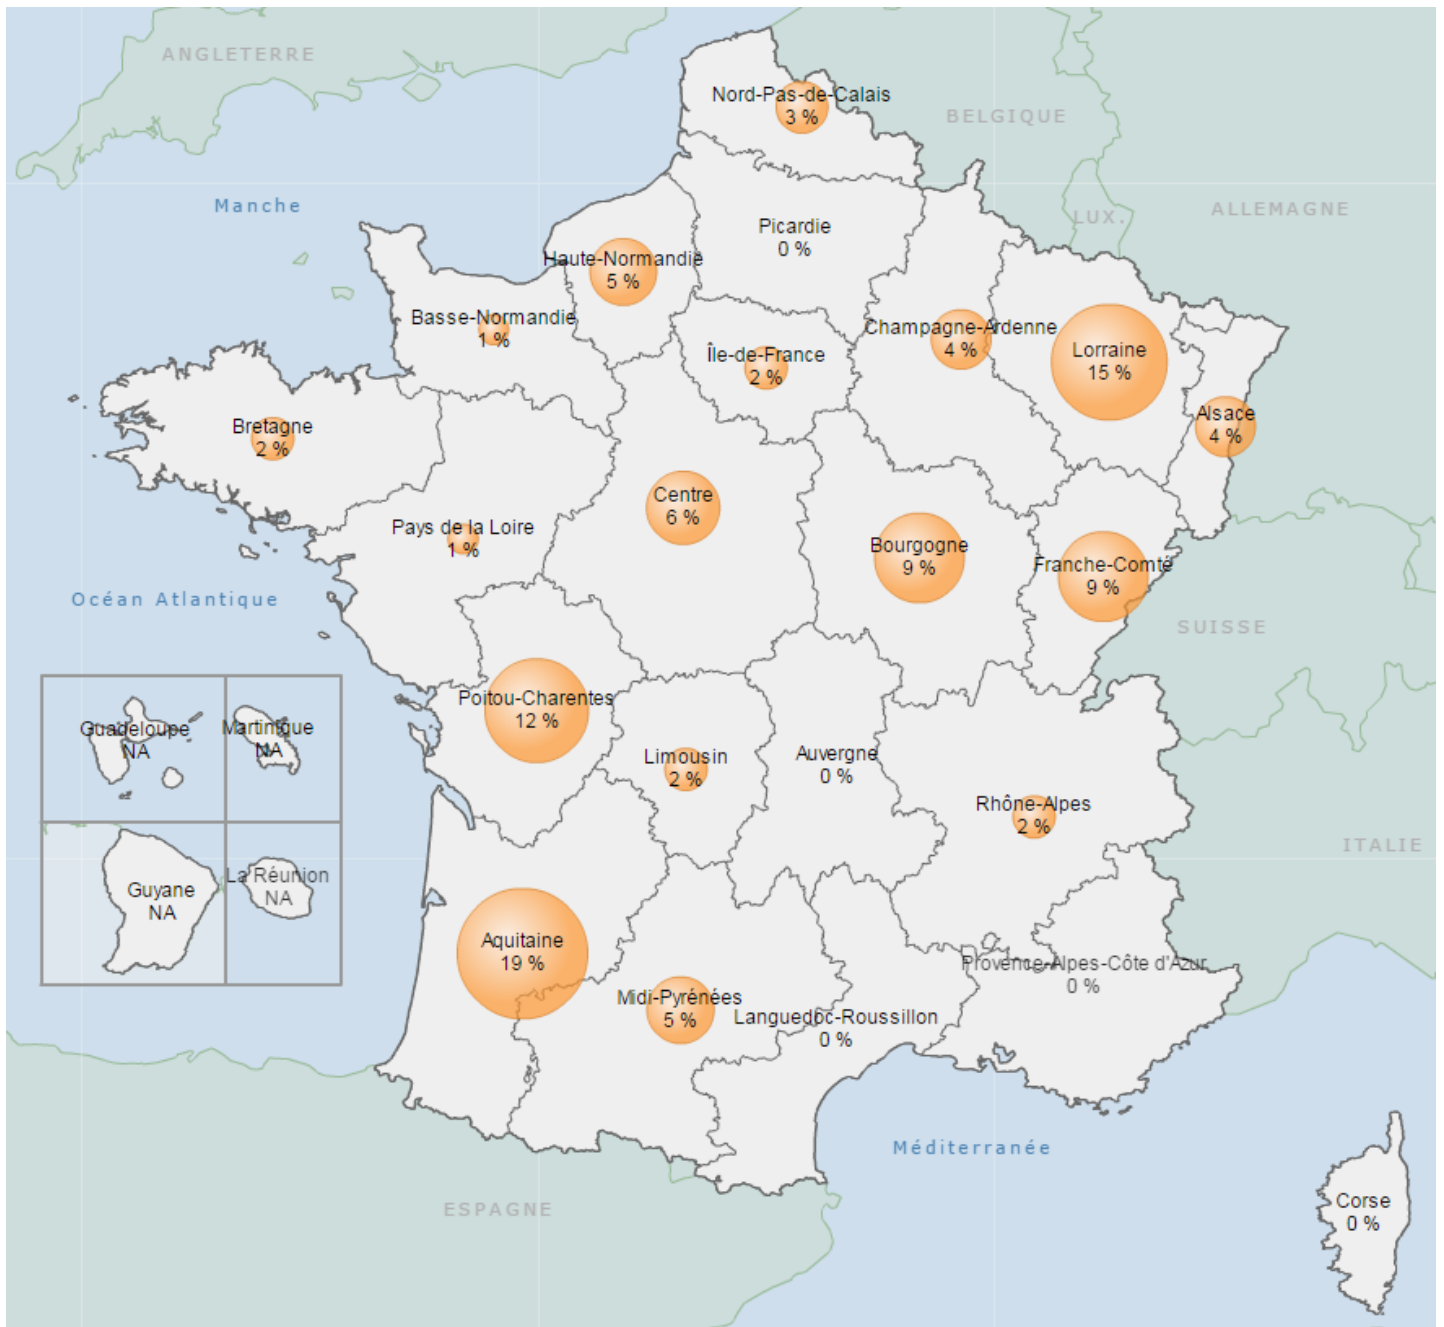 ANGLETERRE
Nord-Pas-de-Calais
3 %
BELGIQUE
Manche
LUX.
ALLEMAGNE
Picardie
0 %
Haute-Normandie
5 %
Basse-Normandie
1 %
Île-de-France
2 %
Champagne-Ardenne
4 %
Lorraine
15 %
Alsace
4 %
Bretagne
2 %
Centre
6 %
Pays de la Loire
1 %
Bourgogne
9 %
Franche-Comté
9 %
Océan Atlantique
SUISSE
Poitou-Charentes
12 %
Guadeloupe
NA
Martinique
NA
Limousin
2 %
Auvergne
0 %
Rhône-Alpes
2 %
ITALIE
Guyane
NA
La Réunion
NA
Aquitaine
19 %
Midi-Pyrénées
5 %
Languedoc-Roussillon
0 %
Provence-Alpes-Côte d'Azur
0 %
Méditerranée
ESPAGNE
Corse
0 %